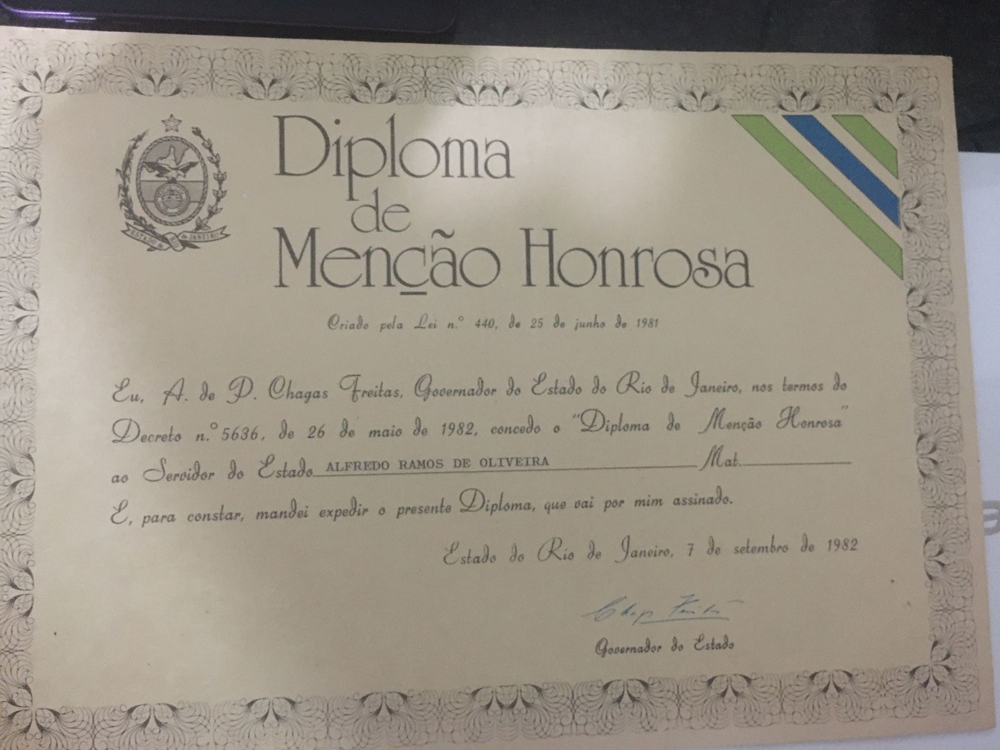 Diploma
de
Menção Honrosa
ESTADO do RIO de JANEIRO
Criado pela Lei n.º 440, de 25 de junho de 1981
Eu, A. de P. Chagas Freitas, Governador do Estado do Rio de Janeiro, nos termos do
Decreto n.º 5636, de 26 de maio de 1982, concedo o "Diploma de Menção Honrosa"
ao Servidor do Estado ALFREDO RAMOS DE OLIVEIRA Mat.
E, para constar, mandei expedir o presente Diploma, que vai por mim assinado.
Estado do Rio de Janeiro, 7 de setembro de 1982
Chagas Freitas
Governador do Estado